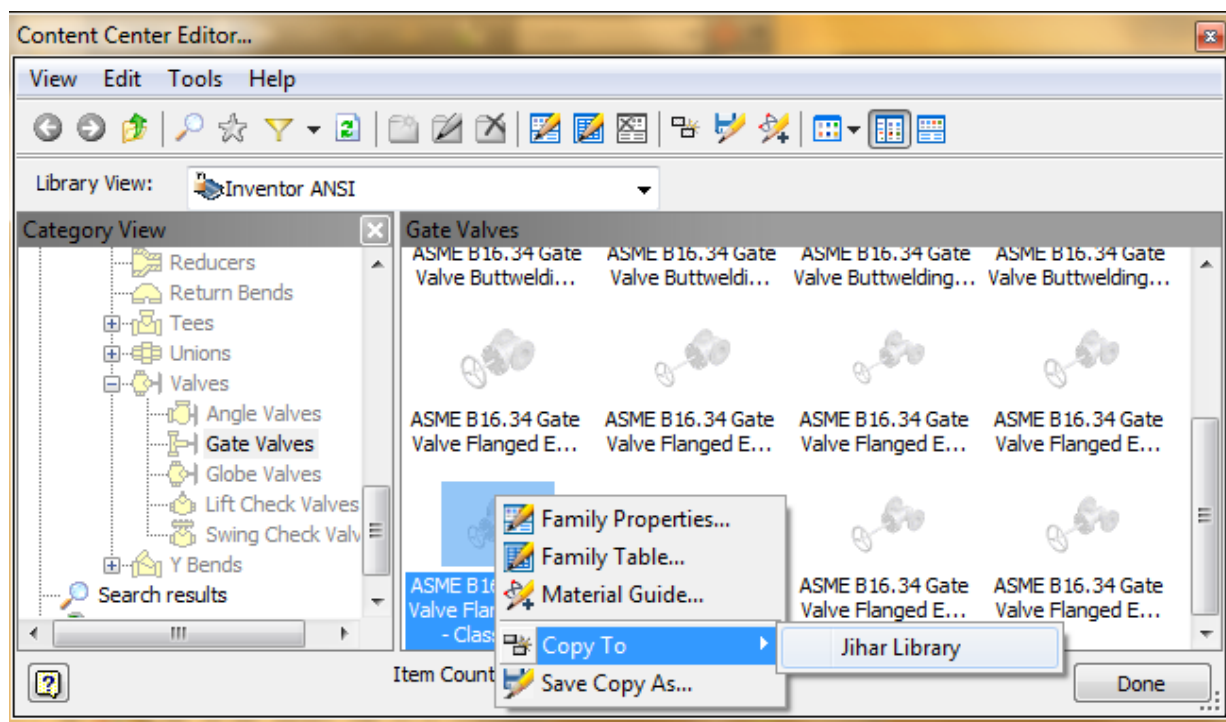 Content Center Editor...
View Edit Tools Help
Library View: Inventor ANSI
Category View
Reducers
Return Bends
Tees
Unions
Valves
Angle Valves
Gate Valves
Globe Valves
Lift Check Valves
Swing Check Valv
Y Bends
Search results
Gate Valves
ASME B16.34 Gate
Valve Buttweldi...
ASME B16.34 Gate
Valve Buttweldi...
ASME B16.34 Gate
Valve Buttwelding...
ASME B16.34 Gate
Valve Buttwelding...
ASME B16.34 Gate
Valve Flanged E...
ASME B16.34 Gate
Valve Flanged E...
ASME B16.34 Gate
Valve Flanged E...
ASME B16.34 Gate
Valve Flanged E...
ASME
Valve
ASME B16.34 Gate
Valve Flanged E...
ASME B16.34 Gate
Valve Flanged E...
Family Properties...
Family Table...
Material Guide...
Copy To
Save Copy As...
Jihar Library
Item Count
Done